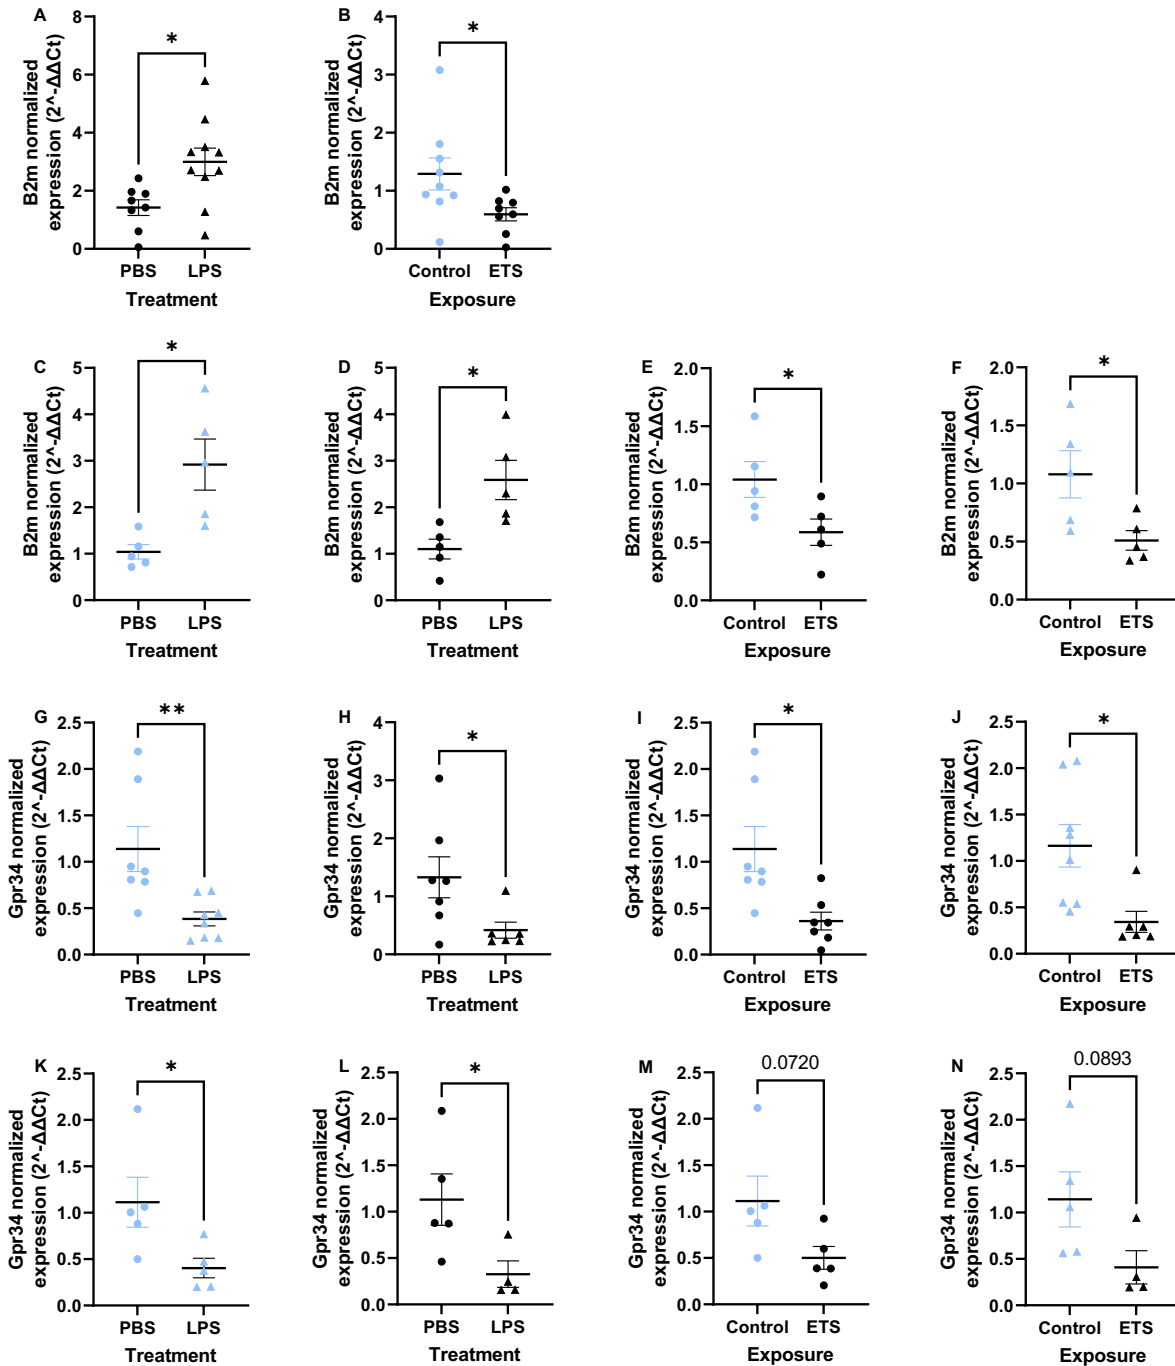 A
B2m normalized
expression (2^-ΔΔCt)
8
6
4
2
0
*
PBS
LPS
Treatment
B
B2m normalized
expression (2^-ΔΔCt)
4
3
2
1
0
*
Control
ETS
Exposure
C
B2m normalized
expression (2^-ΔΔCt)
5
4
3
2
1
0
*
PBS
LPS
Treatment
D
B2m normalized
expression (2^-ΔΔCt)
5
4
3
2
1
0
*
PBS
LPS
Treatment
E
B2m normalized
expression (2^-ΔΔCt)
2.0
1.5
1.0
0.5
0.0
*
Control
ETS
Exposure
F
B2m normalized
expression (2^-ΔΔCt)
2.0
1.5
1.0
0.5
0.0
*
Control
ETS
Exposure
G
Gpr34 normalized
expression (2^-ΔΔCt)
2.5
2.0
1.5
1.0
0.5
0.0
**
PBS
LPS
Treatment
H
Gpr34 normalized
expression (2^-ΔΔCt)
4
3
2
1
0
*
PBS
LPS
Treatment
I
Gpr34 normalized
expression (2^-ΔΔCt)
2.5
2.0
1.5
1.0
0.5
0.0
*
Control
ETS
Exposure
J
Gpr34 normalized
expression (2^-ΔΔCt)
2.5
2.0
1.5
1.0
0.5
0.0
*
Control
ETS
Exposure
K
Gpr34 normalized
expression (2^-ΔΔCt)
2.5
2.0
1.5
1.0
0.5
0.0
*
PBS
LPS
Treatment
L
Gpr34 normalized
expression (2^-ΔΔCt)
2.5
2.0
1.5
1.0
0.5
0.0
*
PBS
LPS
Treatment
M
Gpr34 normalized
expression (2^-ΔΔCt)
2.5
2.0
1.5
1.0
0.5
0.0
0.0720
Control
ETS
Exposure
N
Gpr34 normalized
expression (2^-ΔΔCt)
2.5
2.0
1.5
1.0
0.5
0.0
0.0893
Control
ETS
Exposure